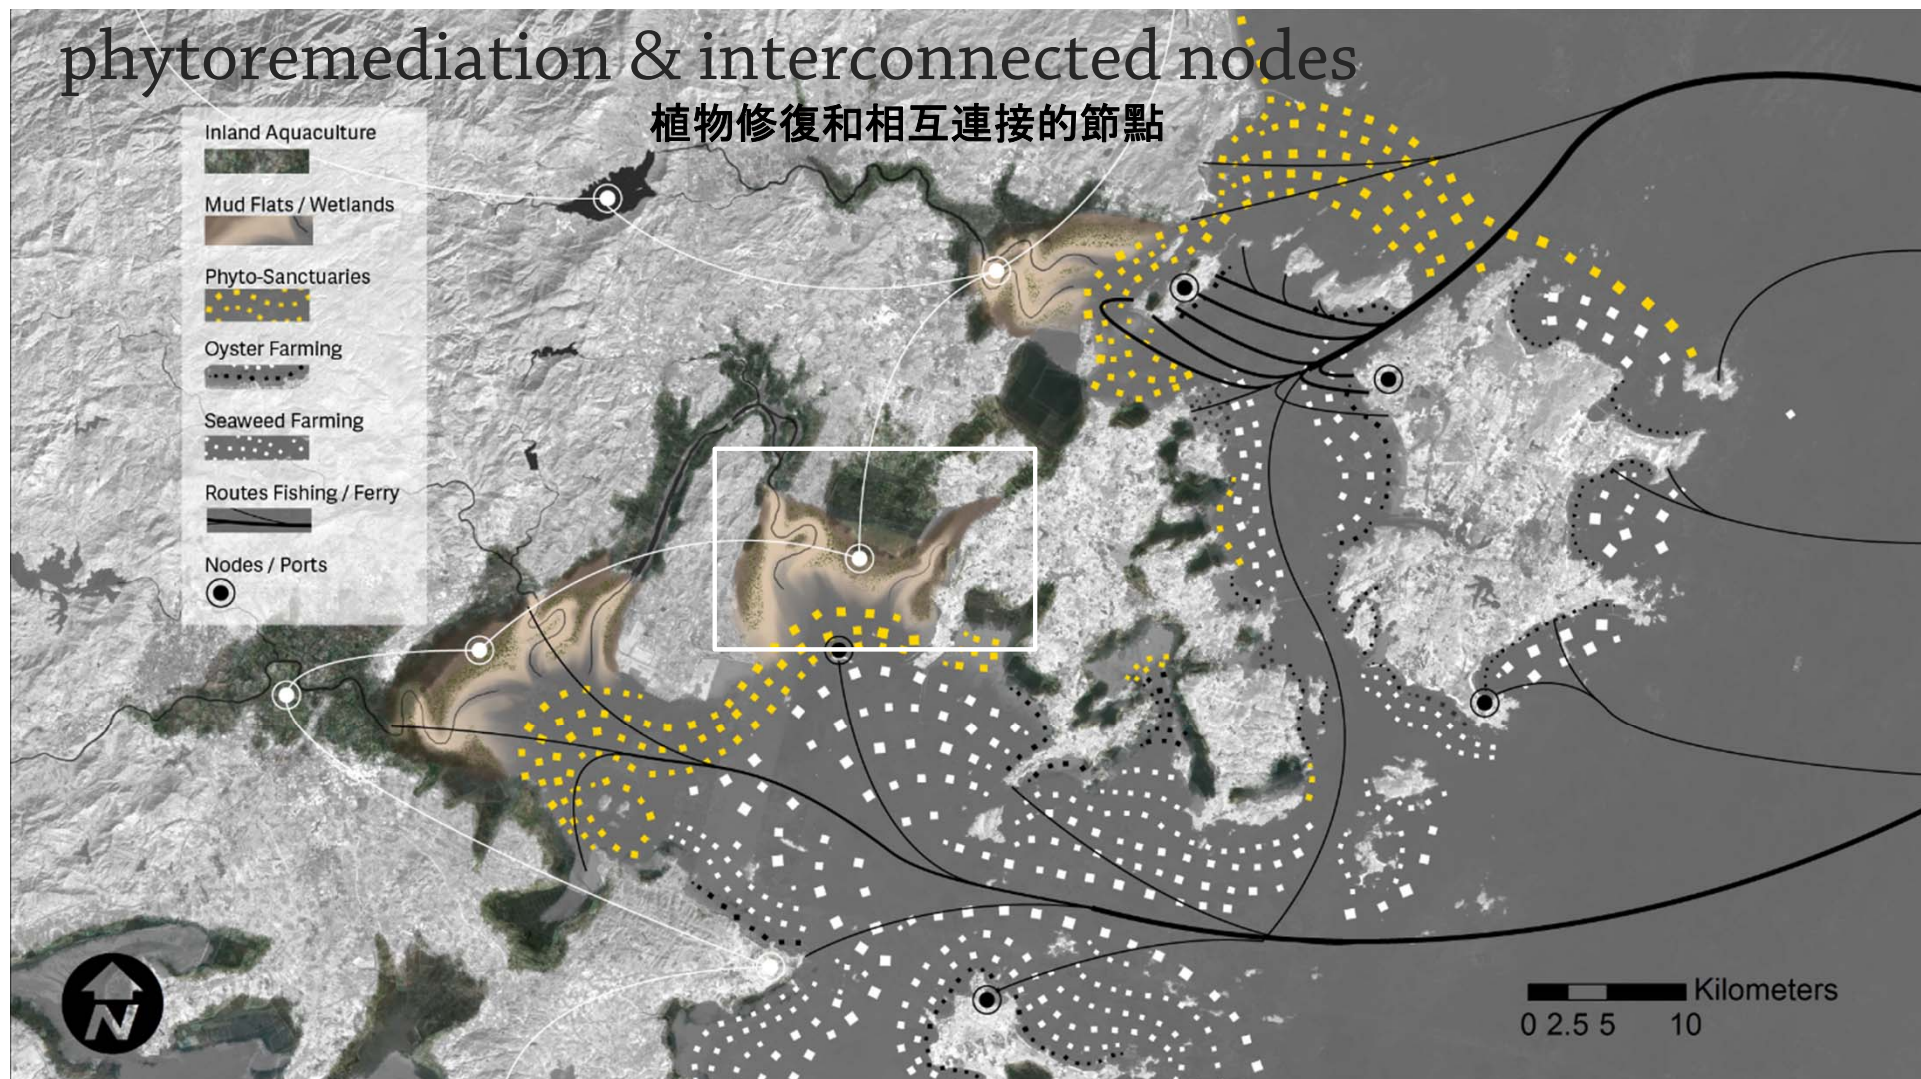 phytoremediation & interconnected nodes
植物修復和相互連接的節點
Inland Aquaculture
Mud Flats / Wetlands
Phyto-Sanctuaries
Oyster Farming
Seaweed Farming
Routes Fishing / Ferry
Nodes / Ports
N
Kilometers
0 2.5 5 10